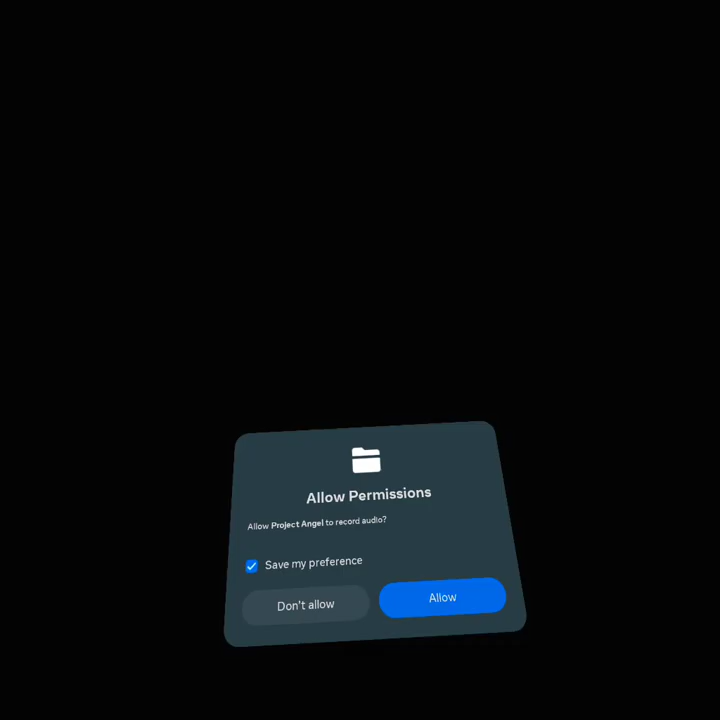 Allow Permissions
Allow Project Angel to record audio?
Save my preference
Don't allow
Allow